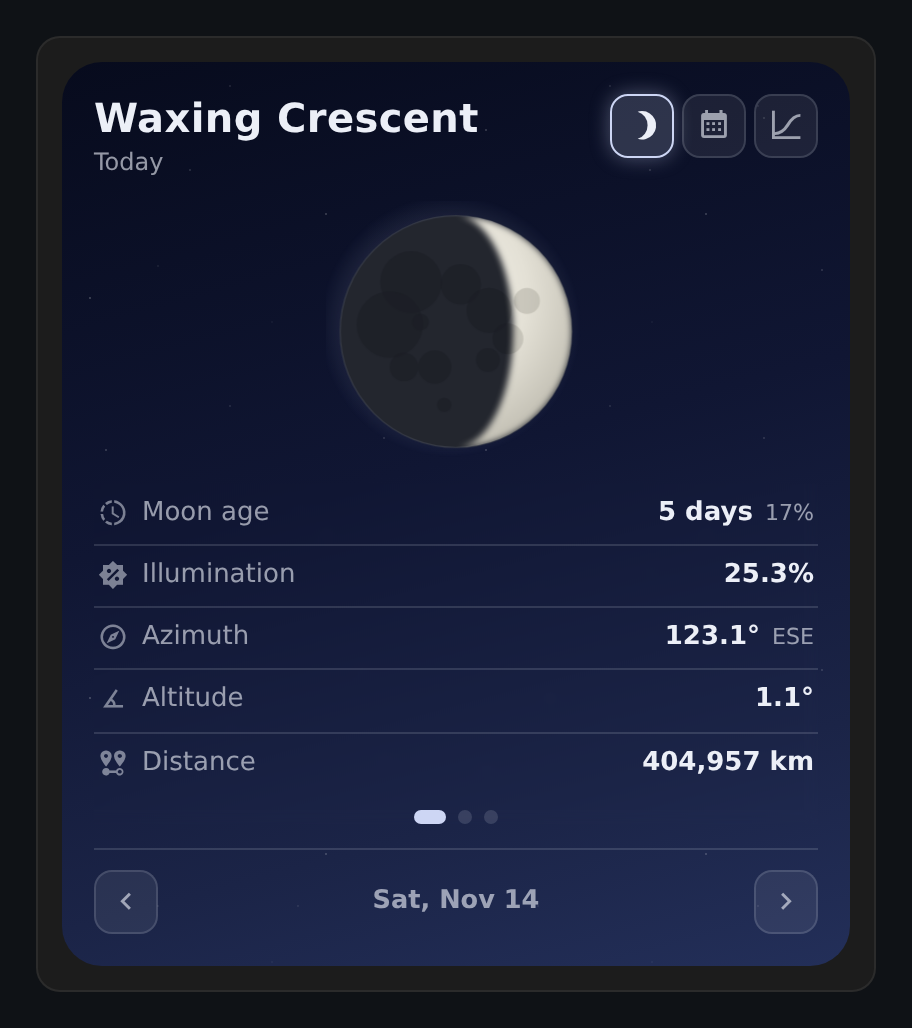 Waxing Crescent
Today
Moon age 5 days 17%
Illumination 25.3%
Azimuth 123.1° ESE
Altitude 1.1°
Distance 404,957 km
Sat, Nov 14